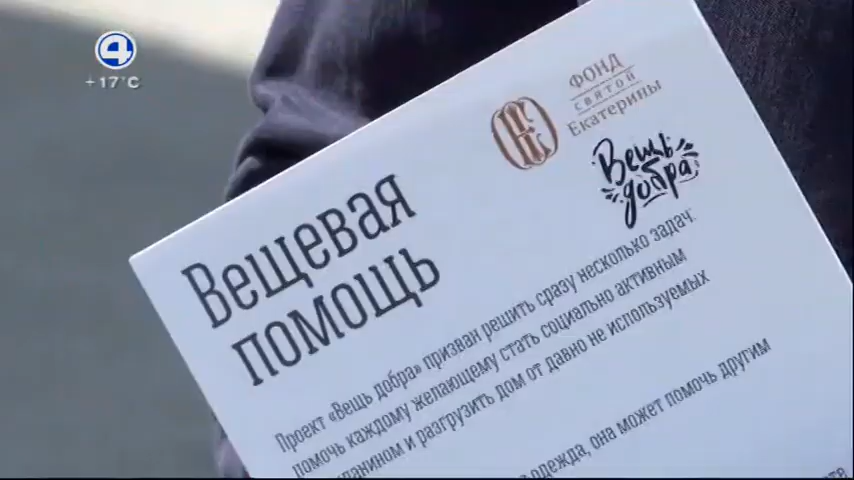 4
+17°C
ФОНД
СВЯТОЙ
Екатерины
Вещь
добра
Вещевая
помощь
Проект «Вещь добра» призван решить сразу несколько задач:
помочь каждому желающему стать социально активным
и разгрузить дом от давно не используемых
одежда, она может помочь другим